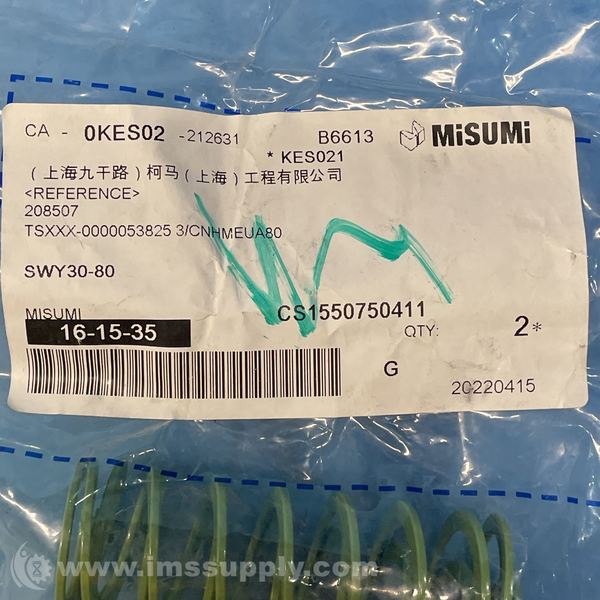 CA - 0KES02 -212631 B6613 MiSUMi
* KES021
(上海九干路)柯马(上海)工程有限公司
<REFERENCE>
208507
TSXXX-0000053825 3/CNHMEUA80
SWY30-80
MISUMI CS1550750411
16-15-35 QTY: 2*
G 20220415
www.imssupply.com